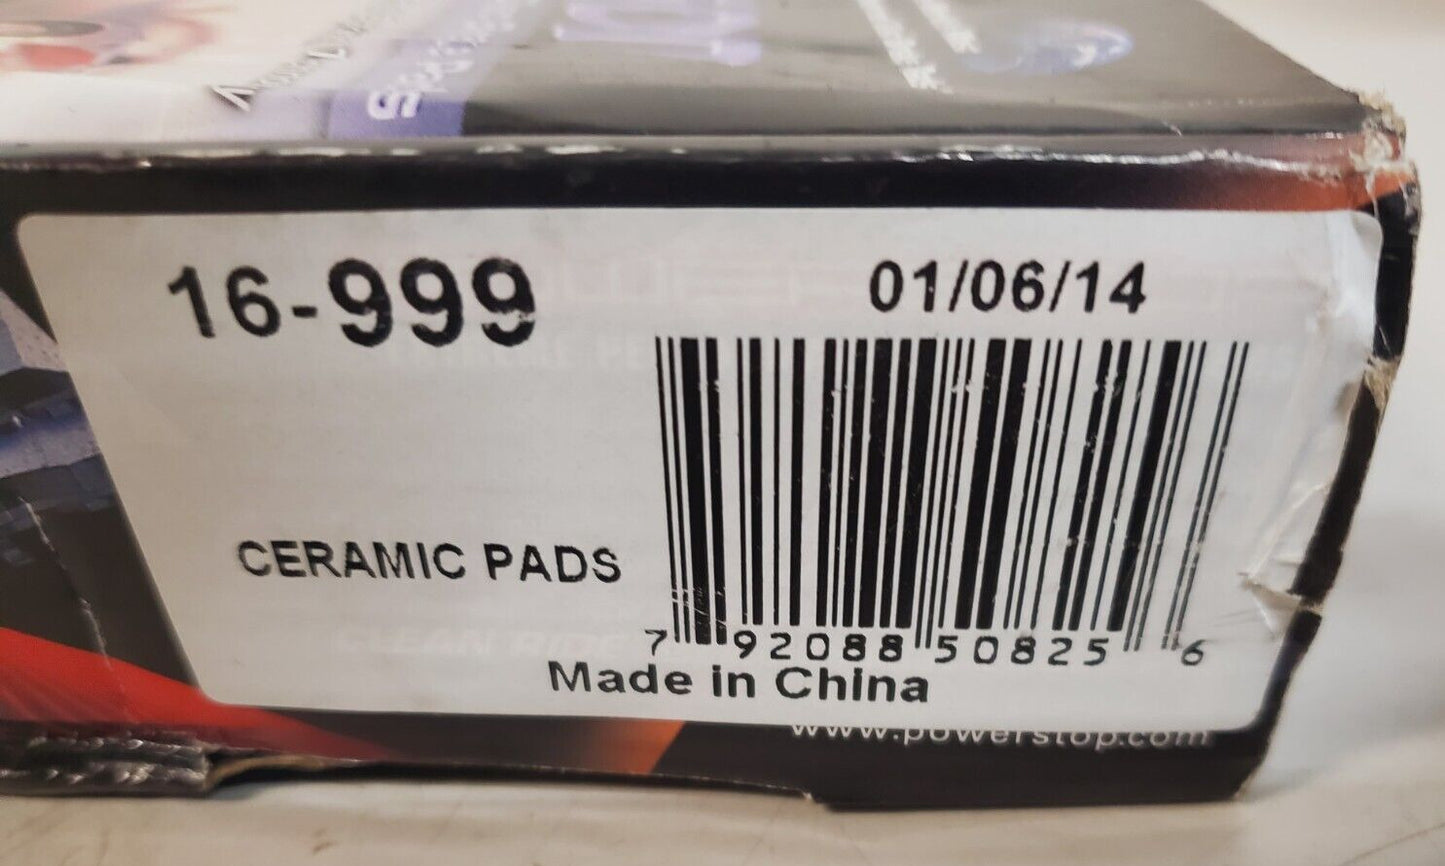 16-999
01/06/14
CERAMIC PADS
7 92088 50825 6
Made in China
www.powerstop.com